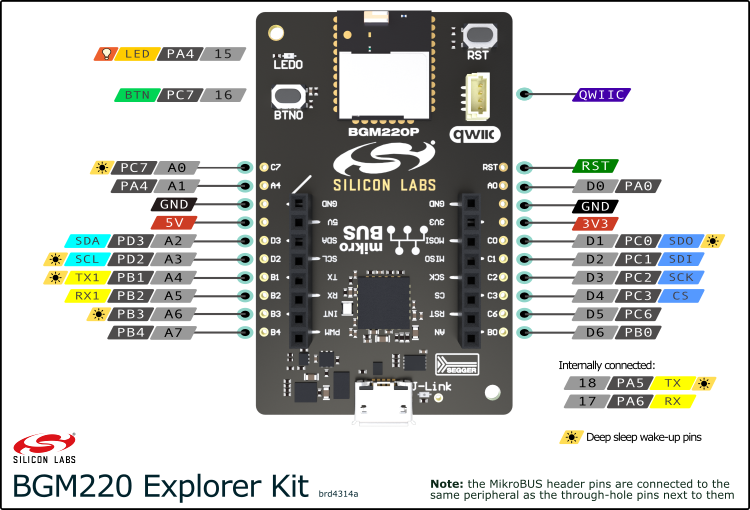 LED PA4 15
BTN PC7 16
LED0
BTN0
RST
QWIIC
qwiic
BGM220P
SILICON LABS
PC7 A0
PA4 A1
GND
5V
SDA PD3 A2
SCL PD2 A3
TX1 PB1 A4
RX1 PB2 A5
PB3 A6
PB4 A7
C7
A4
D3
D2
B1
B2
B3
B4
GND
5V
SDA
SCL
TX
RX
INT
PWM
mikro
BUS
GND
3V3
MOSI
MISO
SCK
CS
RST
AN
RST
A0
C0
C1
C2
C3
C6
B0
RST
D0 PA0
GND
3V3
D1 PC0 SDO
D2 PC1 SDI
D3 PC2 SCK
D4 PC3 CS
D5 PC6
D6 PB0
SEGGER
J-Link
Internally connected:
18 PA5 TX
17 PA6 RX
Deep sleep wake-up pins
SILICON LABS
BGM220 Explorer Kit brd4314a
Note: the MikroBUS header pins are connected to the
same peripheral as the through-hole pins next to them